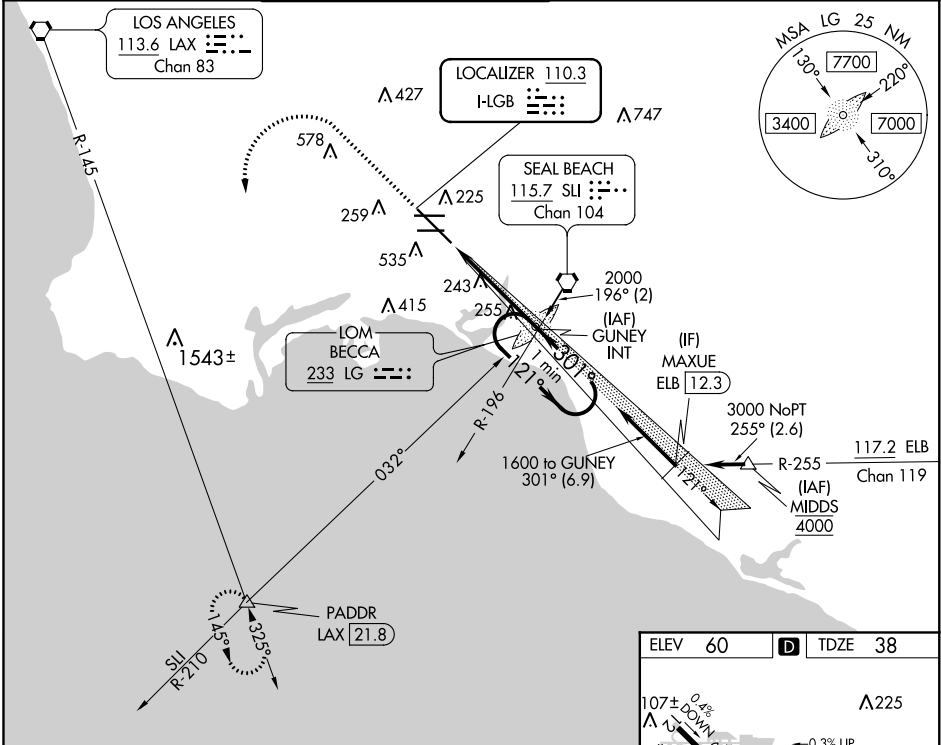 LOS ANGELES
113.6 LAX
Chan 83
LOCALIZER 110.3
I-LGB
MSA LG 25 NM
130°
7700
220°
3400
7000
310°
427
747
578
R-145
SEAL BEACH
115.7 SLI
Chan 104
225
259
535
243
2000
196° (2)
415
255
(IAF)
GUNEY
INT
LOM
BECCA
233 LG
1543±
301°
1 min
121°
(IF)
MAXUE
ELB 12.3
R-196
3000 NoPT
255° (2.6)
117.2 ELB
R-255
Chan 119
032°
1600 to GUNEY
301° (6.9)
121°
(IAF)
MIDDS
4000
PADDR
LAX 21.8
145°
325°
SLI
R-210
ELEV 60
D
TDZE 38
107±
0.4%
DOWN
225
12
0.3% UP